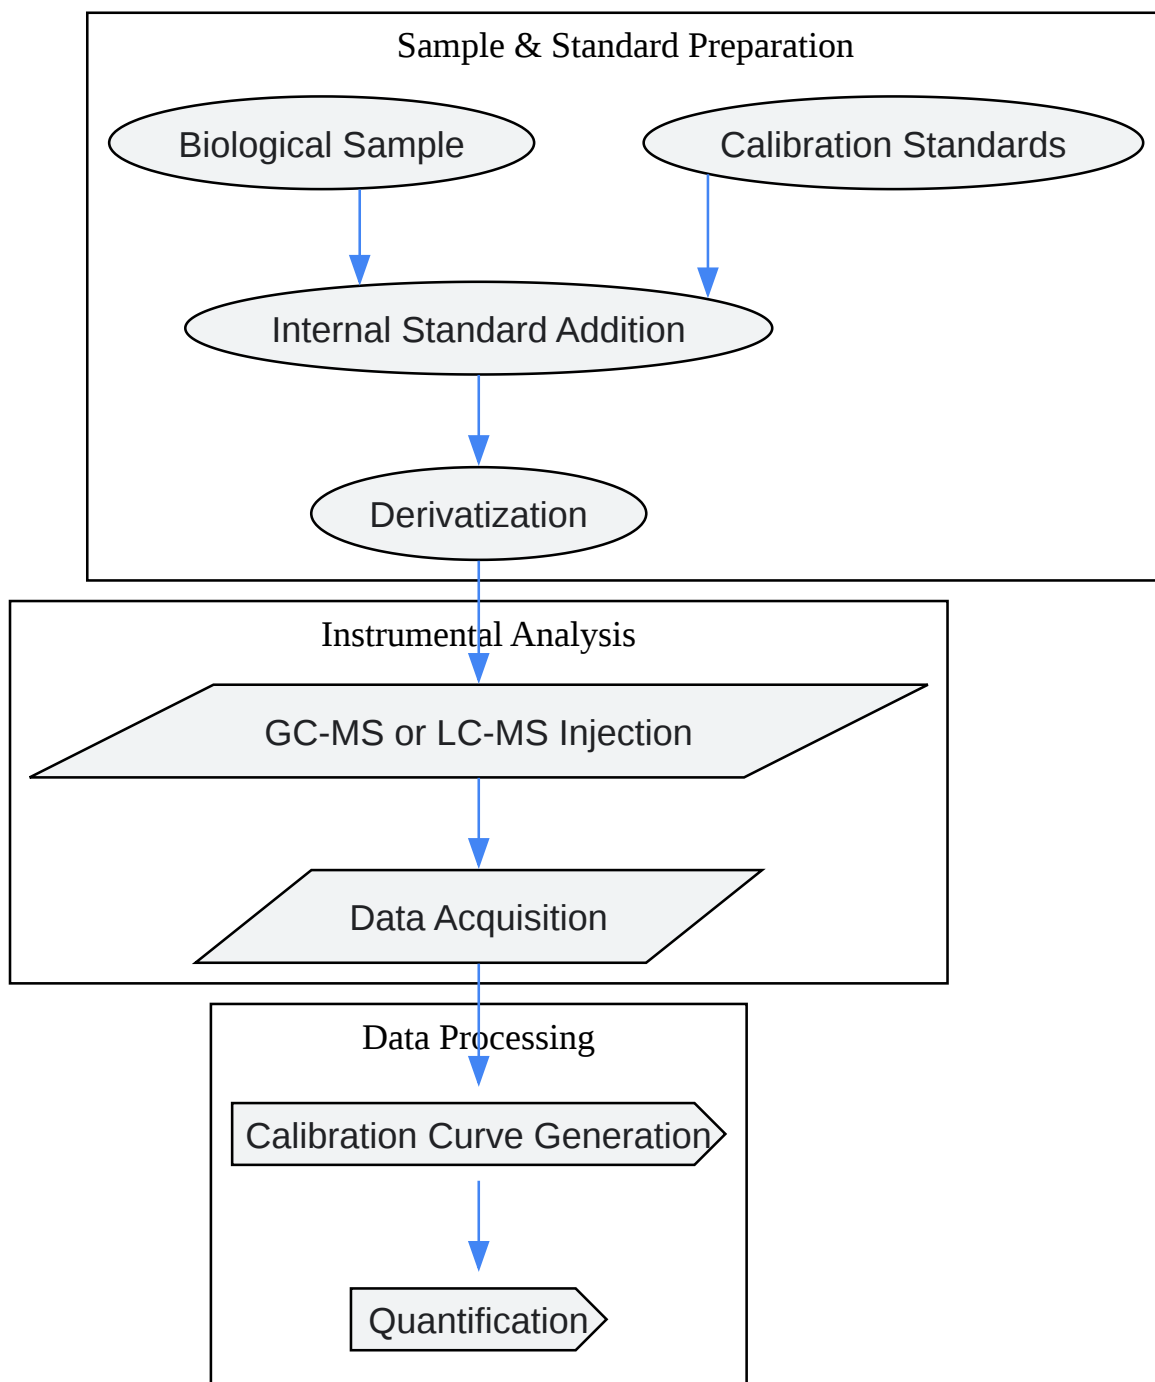 Sample & Standard Preparation
Biological Sample
Calibration Standards
Internal Standard Addition
Derivatization
Instrumental Analysis
GC-MS or LC-MS Injection
Data Acquisition
Data Processing
Calibration Curve Generation
Quantification